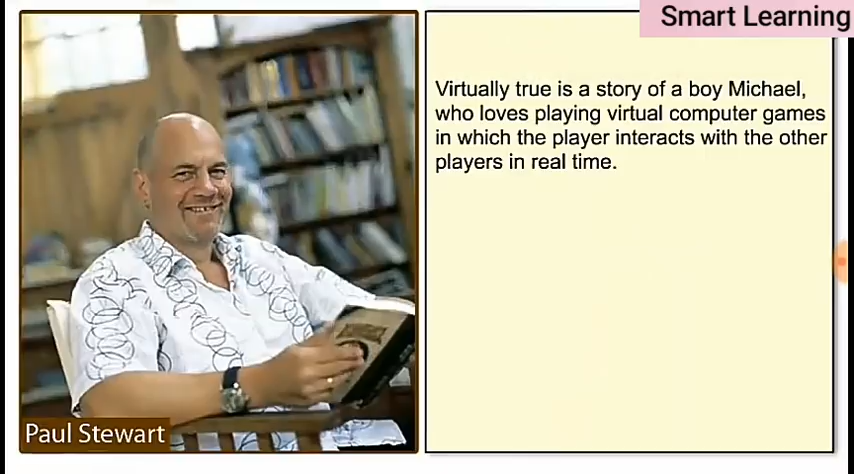 Smart Learning
Virtually true is a story of a boy Michael,
who loves playing virtual computer games
in which the player interacts with the other
players in real time.
Paul Stewart